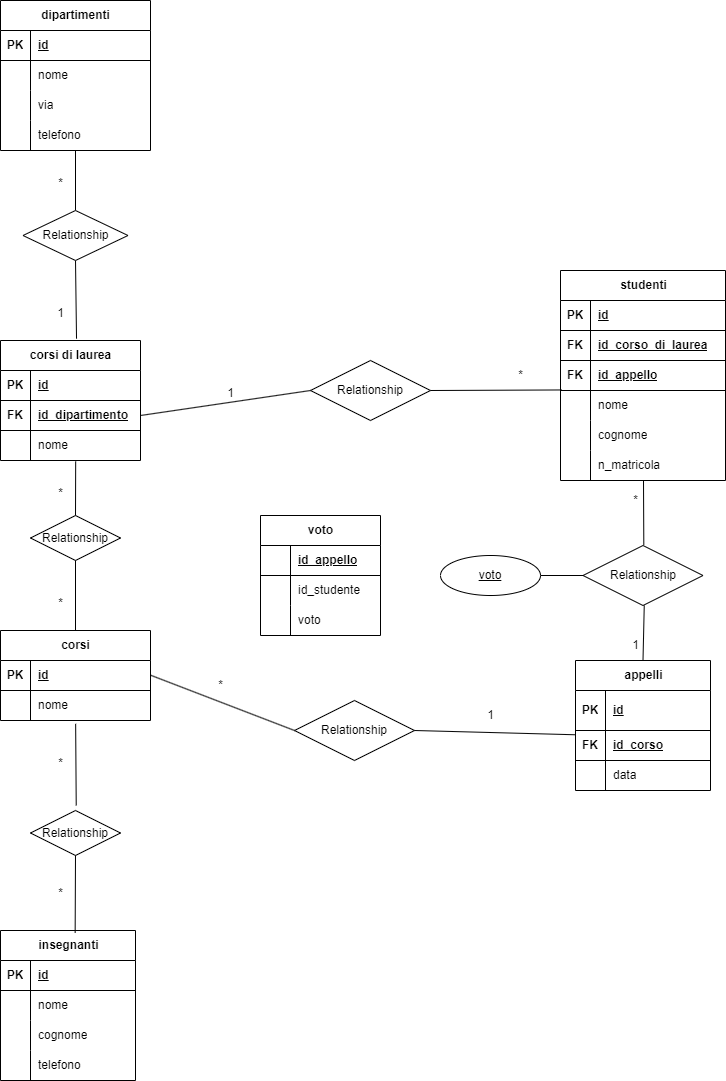 dipartimenti
PK id
nome
via
telefono
*
Relationship
1
corsi di laurea
PK id
FK id_dipartimento
nome
1
Relationship
*
studenti
PK id
FK id_corso_di_laurea
FK id_appello
nome
cognome
n_matricola
*
Relationship
*
voto
id_appello
id_studente
voto
*
voto
Relationship
1
corsi
PK id
nome
*
Relationship
1
appelli
PK id
FK id_corso
data
*
Relationship
*
insegnanti
PK id
nome
cognome
telefono